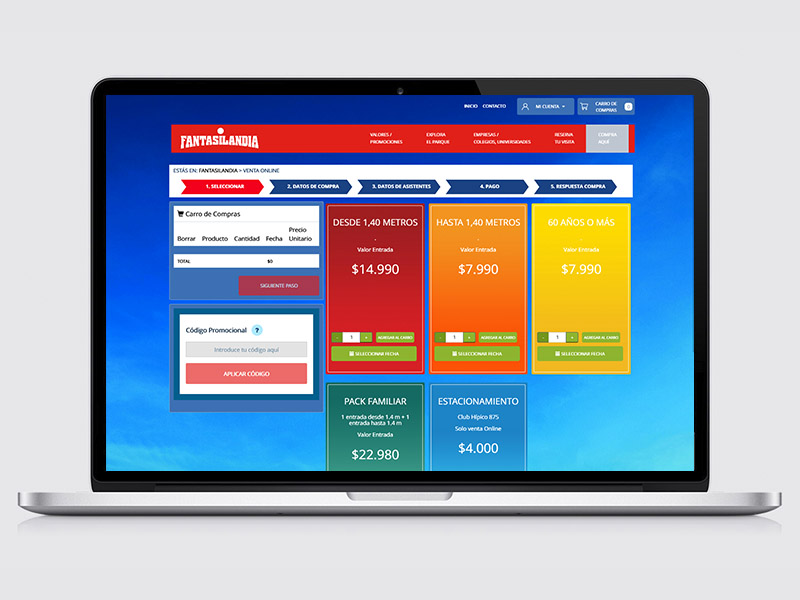 INICIO CONTACTO MI CUENTA CARRO DE COMPRAS 0
FANTASILANDIA
VALORES / PROMOCIONES
EXPLORA EL PARQUE
EMPRESAS / COLEGIOS, UNIVERSIDADES
RESERVA TU VISITA
COMPRA AQUÍ
ESTÁS EN: FANTASILANDIA > VENTA ONLINE
1. SELECCIONAR 2. DATOS DE COMPRA 3. DATOS DE ASISTENTES 4. PAGO 5. RESPUESTA COMPRA
Carro de Compras
Borrar Producto Cantidad Fecha Precio Unitario
TOTAL $0
SIGUIENTE PASO
Código Promocional ?
Introduce tu código aquí
APLICAR CÓDIGO
DESDE 1,40 METROS
.
Valor Entrada
$14.990
- 1 + AGREGAR AL CARRO
SELECCIONAR FECHA
HASTA 1,40 METROS
Valor Entrada
$7.990
- 1 + AGREGAR AL CARRO
SELECCIONAR FECHA
60 AÑOS O MÁS
Valor Entrada
$7.990
- 1 + AGREGAR AL CARRO
SELECCIONAR FECHA
PACK FAMILIAR
1 entrada desde 1.4 m + 1
entrada hasta 1.4 m
Valor Entrada
$22.980
ESTACIONAMIENTO
Club Hípico 875
Solo venta Online
$4.000